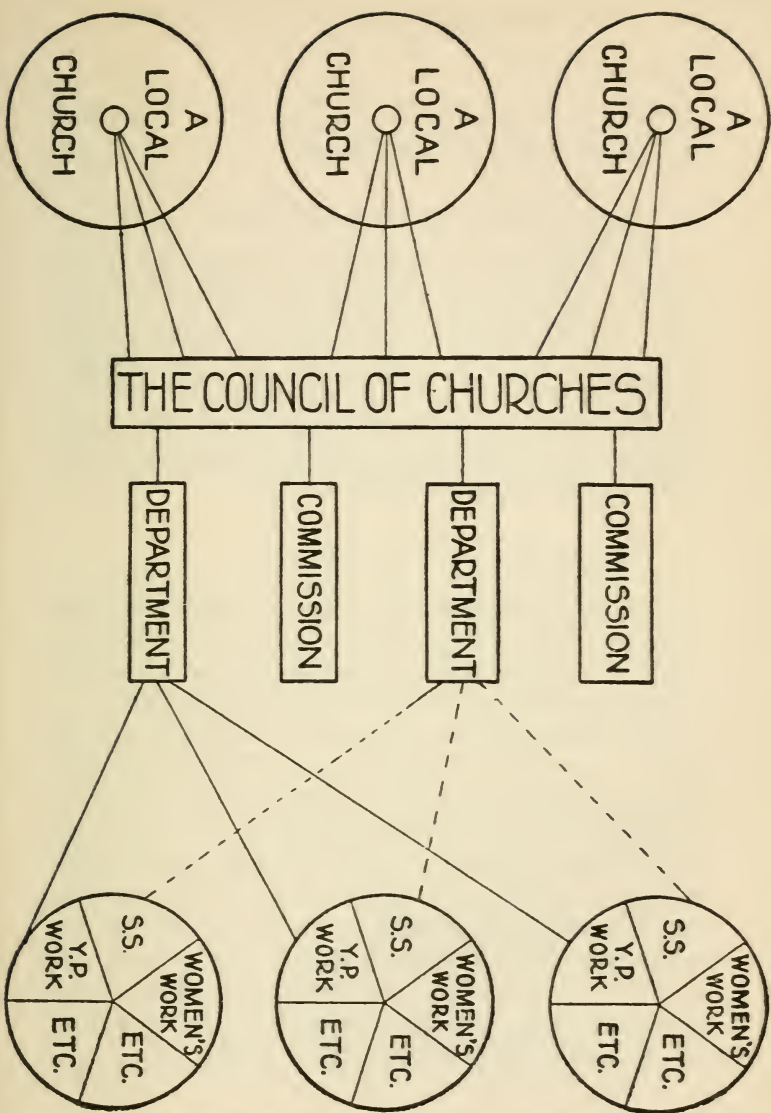 A
LOCAL
CHURCH
A
LOCAL
CHURCH
A
LOCAL
CHURCH
THE COUNCIL OF CHURCHES
DEPARTMENT
COMMISSION
DEPARTMENT
COMMISSION
WOMEN'S
WORK
S.S.
Y.P.
WORK
ETC.
ETC.
WOMEN'S
WORK
S.S.
Y.P.
WORK
ETC.
ETC.
WOMEN'S
WORK
S.S.
Y.P.
WORK
ETC.
ETC.